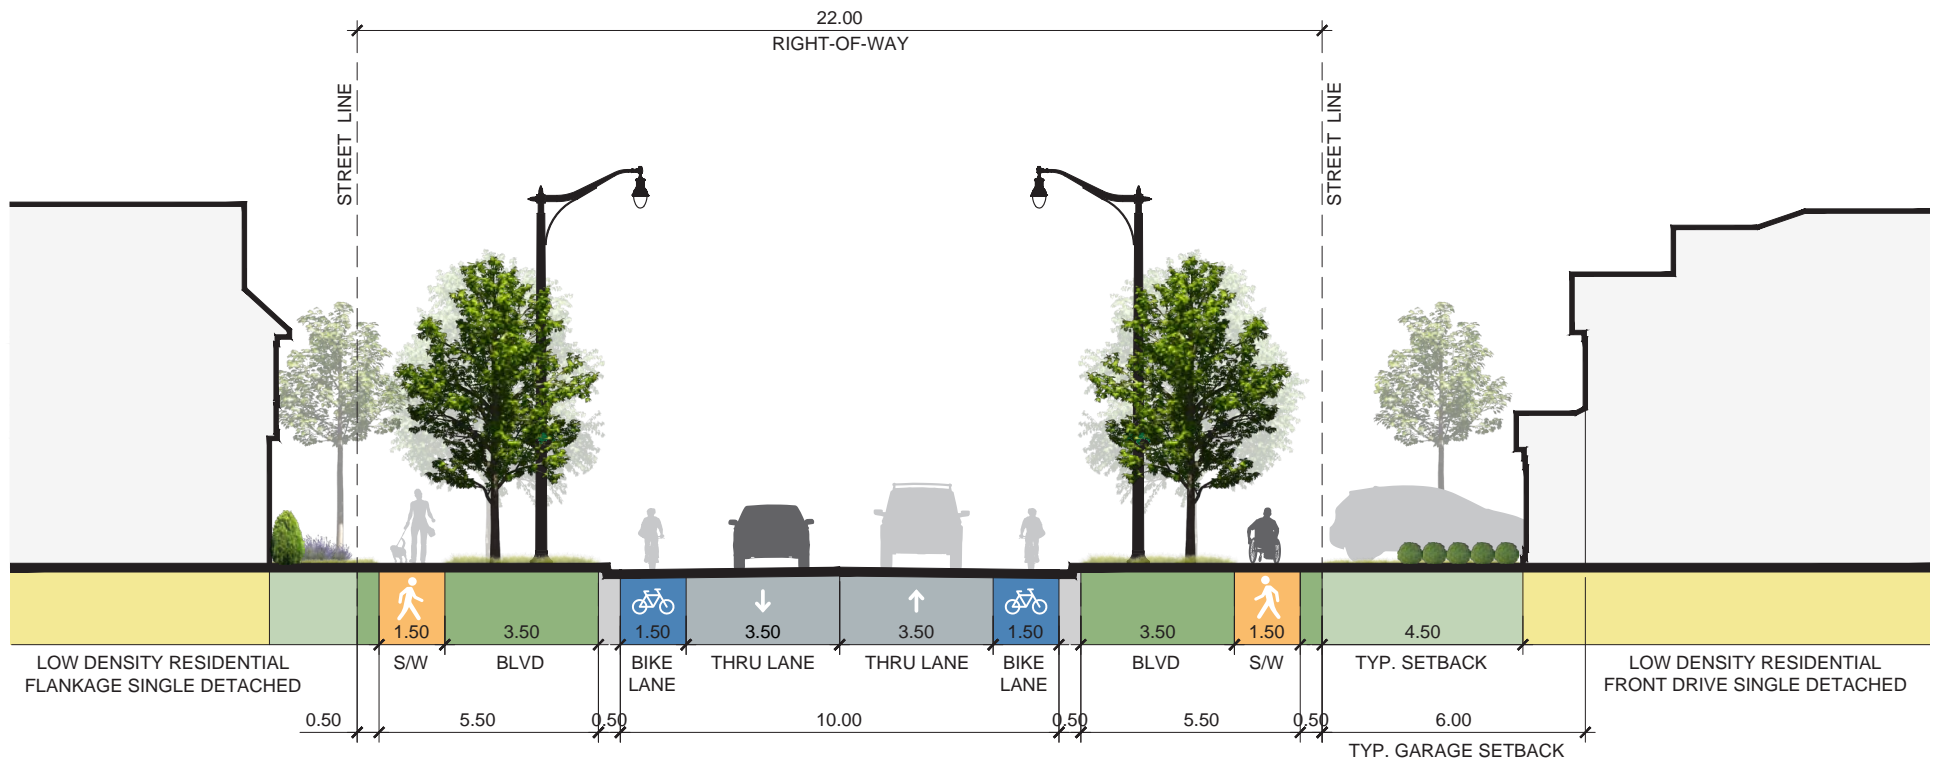 22.00
RIGHT-OF-WAY
STREET LINE
STREET LINE
1.50
3.50
1.50
3.50
3.50
1.50
3.50
1.50
4.50
LOW DENSITY RESIDENTIAL
FLANKAGE SINGLE DETACHED
S/W
BLVD
BIKE
LANE
THRU LANE
THRU LANE
BIKE
LANE
BLVD
S/W
TYP. SETBACK
LOW DENSITY RESIDENTIAL
FRONT DRIVE SINGLE DETACHED
0.50
5.50
0.50
10.00
0.50
5.50
0.50
6.00
TYP. GARAGE SETBACK